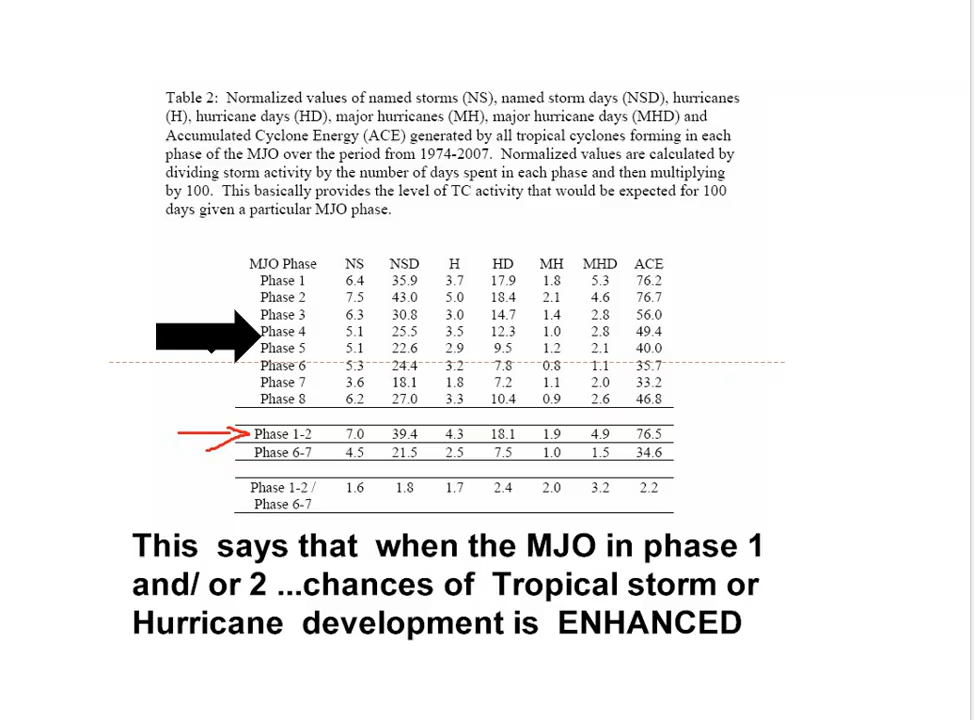 Table 2: Normalized values of named storms (NS), named storm days (NSD), hurricanes
(H), hurricane days (HD), major hurricanes (MH), major hurricane days (MHD) and
Accumulated Cyclone Energy (ACE) generated by all tropical cyclones forming in each
phase of the MJO over the period from 1974-2007. Normalized values are calculated by
dividing storm activity by the number of days spent in each phase and then multiplying
by 100. This basically provides the level of TC activity that would be expected for 100
days given a particular MJO phase.
MJO Phase NS NSD H HD MH MHD ACE
Phase 1 6.4 35.9 3.7 17.9 1.8 5.3 76.2
Phase 2 7.5 43.0 5.0 18.4 2.1 4.6 76.7
Phase 3 6.3 30.8 3.0 14.7 1.4 2.8 56.0
Phase 4 5.1 25.5 3.5 12.3 1.0 2.8 49.4
Phase 5 5.1 22.6 2.9 9.5 1.2 2.1 40.0
Phase 6 5.3 24.4 3.2 7.8 0.8 1.1 35.7
Phase 7 3.6 18.1 1.8 7.2 1.1 2.0 33.2
Phase 8 6.2 27.0 3.3 10.4 0.9 2.6 46.8
Phase 1-2 7.0 39.4 4.3 18.1 1.9 4.9 76.5
Phase 6-7 4.5 21.5 2.5 7.5 1.0 1.5 34.6
Phase 1-2 / 1.6 1.8 1.7 2.4 2.0 3.2 2.2
Phase 6-7
This says that when the MJO in phase 1
and/ or 2 ...chances of Tropical storm or
Hurricane development is ENHANCED